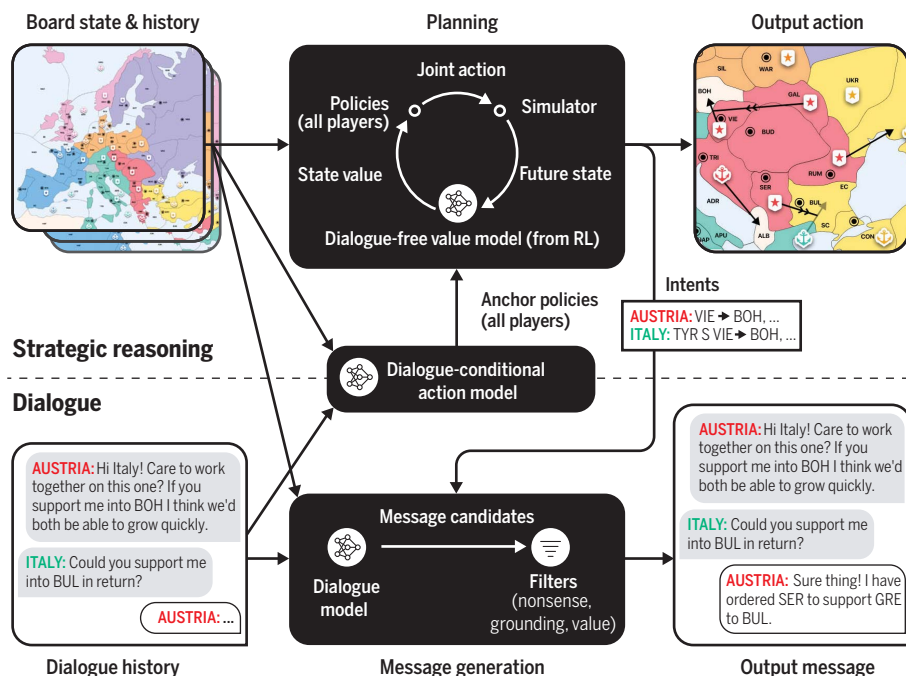 Board state & history
Planning
Output action
Joint action
Policies
(all players)
Simulator
State value
Future state
Dialogue-free value model (from RL)
SIL
WAR
UKR
BOH
GAL
VIE
BUD
TRI
RUM
ADR
SER
EC
BUL
SC
ALB
APU
CON
Intents
AUSTRIA: VIE ➔ BOH, ...
ITALY: TYR S VIE ➔ BOH, ...
Anchor policies
(all players)
Strategic reasoning
Dialogue-conditional
action model
Dialogue
AUSTRIA: Hi Italy! Care to work
together on this one? If you
support me into BOH I think we'd
both be able to grow quickly.
ITALY: Could you support me
into BUL in return?
AUSTRIA: ...
Dialogue history
Message candidates
Dialogue
model
Filters
(nonsense,
grounding, value)
Message generation
AUSTRIA: Hi Italy! Care to work
together on this one? If you
support me into BOH I think we'd
both be able to grow quickly.
ITALY: Could you support me
into BUL in return?
AUSTRIA: Sure thing! I have
ordered SER to support GRE
to BUL.
Output message